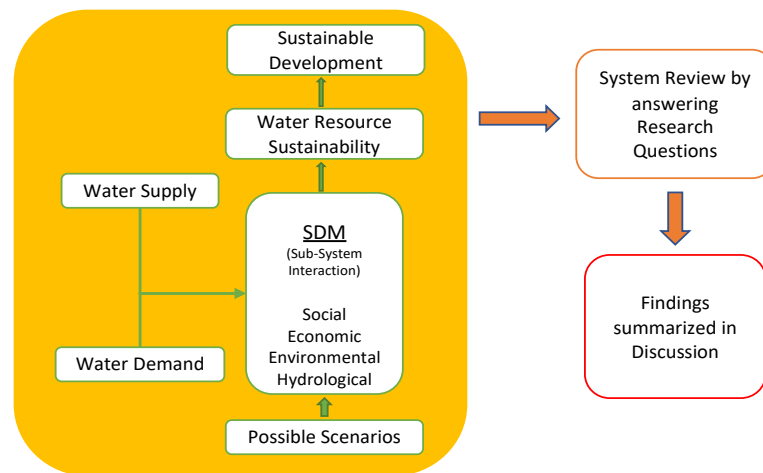 Sustainable
Development
Water Resource
Sustainability
Water Supply
SDM
(Sub-System
Interaction)
Social
Economic
Environmental
Hydrological
Water Demand
Possible Scenarios
System Review by
answering
Research
Questions
Findings
summarized in
Discussion